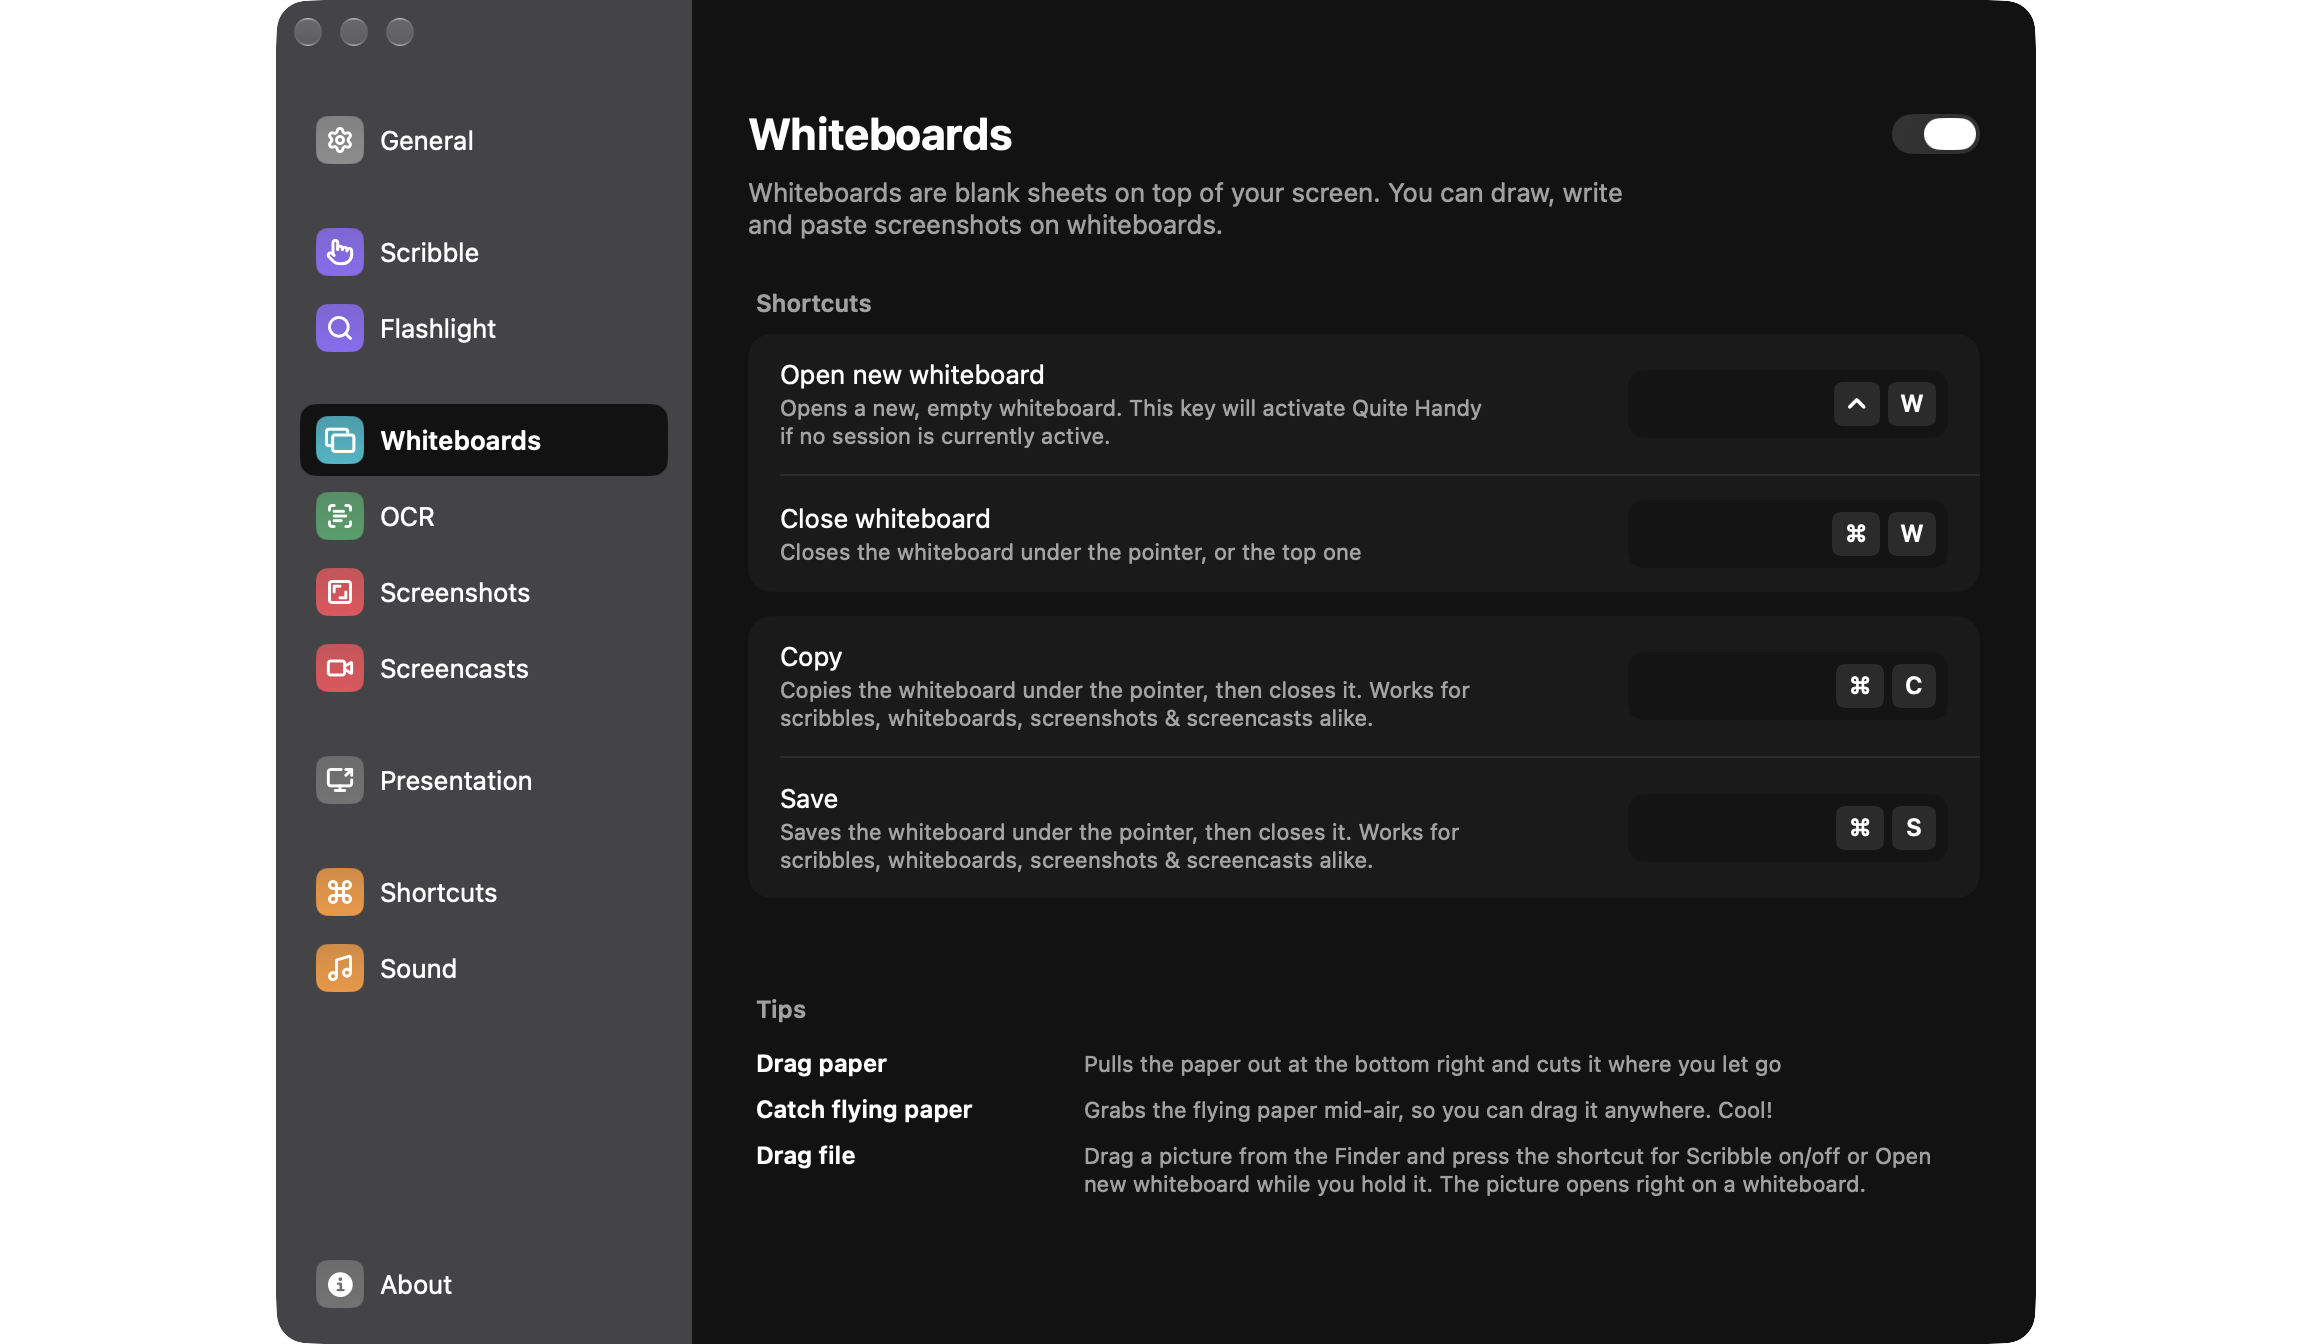 General
Scribble
Flashlight
Whiteboards
OCR
Screenshots
Screencasts
Presentation
Shortcuts
Sound
About
Whiteboards
Whiteboards are blank sheets on top of your screen. You can draw, write
and paste screenshots on whiteboards.
Shortcuts
Open new whiteboard
Opens a new, empty whiteboard. This key will activate Quite Handy
if no session is currently active.
⌃ W
Close whiteboard
Closes the whiteboard under the pointer, or the top one
⌘ W
Copy
Copies the whiteboard under the pointer, then closes it. Works for
scribbles, whiteboards, screenshots & screencasts alike.
⌘ C
Save
Saves the whiteboard under the pointer, then closes it. Works for
scribbles, whiteboards, screenshots & screencasts alike.
⌘ S
Tips
Drag paper
Pulls the paper out at the bottom right and cuts it where you let go
Catch flying paper
Grabs the flying paper mid-air, so you can drag it anywhere. Cool!
Drag file
Drag a picture from the Finder and press the shortcut for Scribble on/off or Open
new whiteboard while you hold it. The picture opens right on a whiteboard.